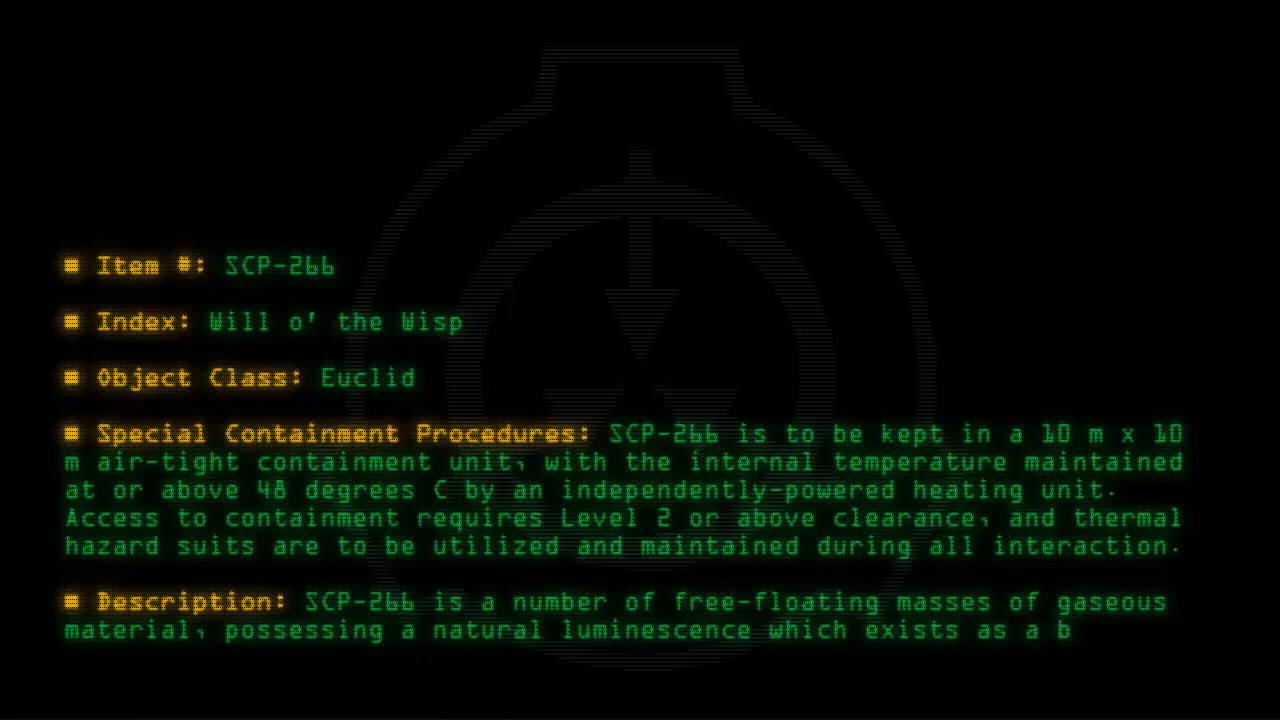 ■ Item #: SCP-266
■ Index: Will o' the Wisp
■ Object Class: Euclid
■ Special Containment Procedures: SCP-266 is to be kept in a 10 m x 10
m air-tight containment unit, with the internal temperature maintained
at or above 48 degrees C by an independently-powered heating unit.
Access to containment requires Level 2 or above clearance, and thermal
hazard suits are to be utilized and maintained during all interaction.
■ Description: SCP-266 is a number of free-floating masses of gaseous
material, possessing a natural luminescence which exists as a b